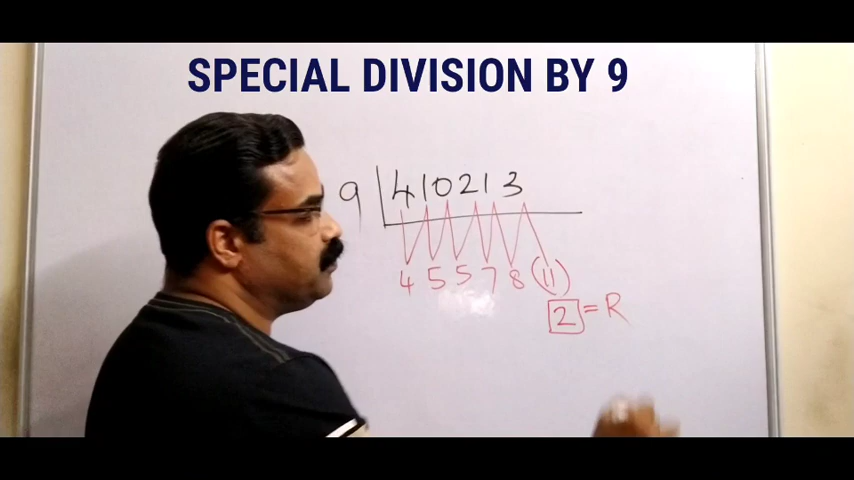 SPECIAL DIVISION BY 9
9 410213
4 5 5 7 8 (11)
2 = R